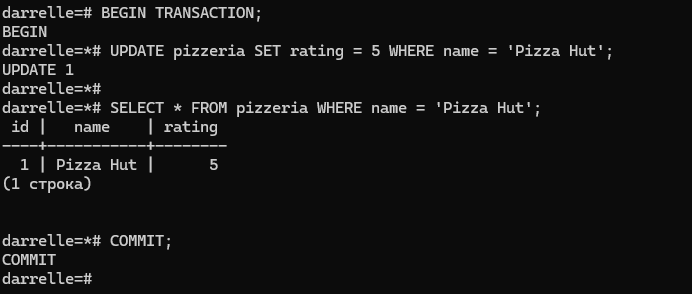 darrelle=# BEGIN TRANSACTION;
BEGIN
darrelle=*# UPDATE pizzeria SET rating = 5 WHERE name = 'Pizza Hut';
UPDATE 1
darrelle=*#
darrelle=*# SELECT * FROM pizzeria WHERE name = 'Pizza Hut';
 id |   name    | rating
----+-----------+--------
  1 | Pizza Hut |      5
(1 строка)
darrelle=*# COMMIT;
COMMIT
darrelle=#